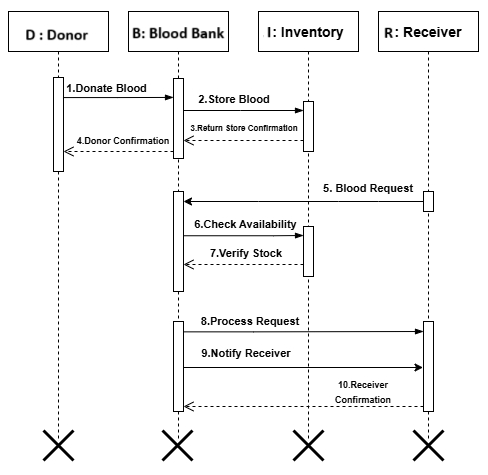 D : Donor
B: Blood Bank
I: Inventory
R: Receiver
1.Donate Blood
2.Store Blood
3.Return Store Confirmation
4.Donor Confirmation
5. Blood Request
6.Check Availability
7.Verify Stock
8.Process Request
9.Notify Receiver
10.Receiver
Confirmation